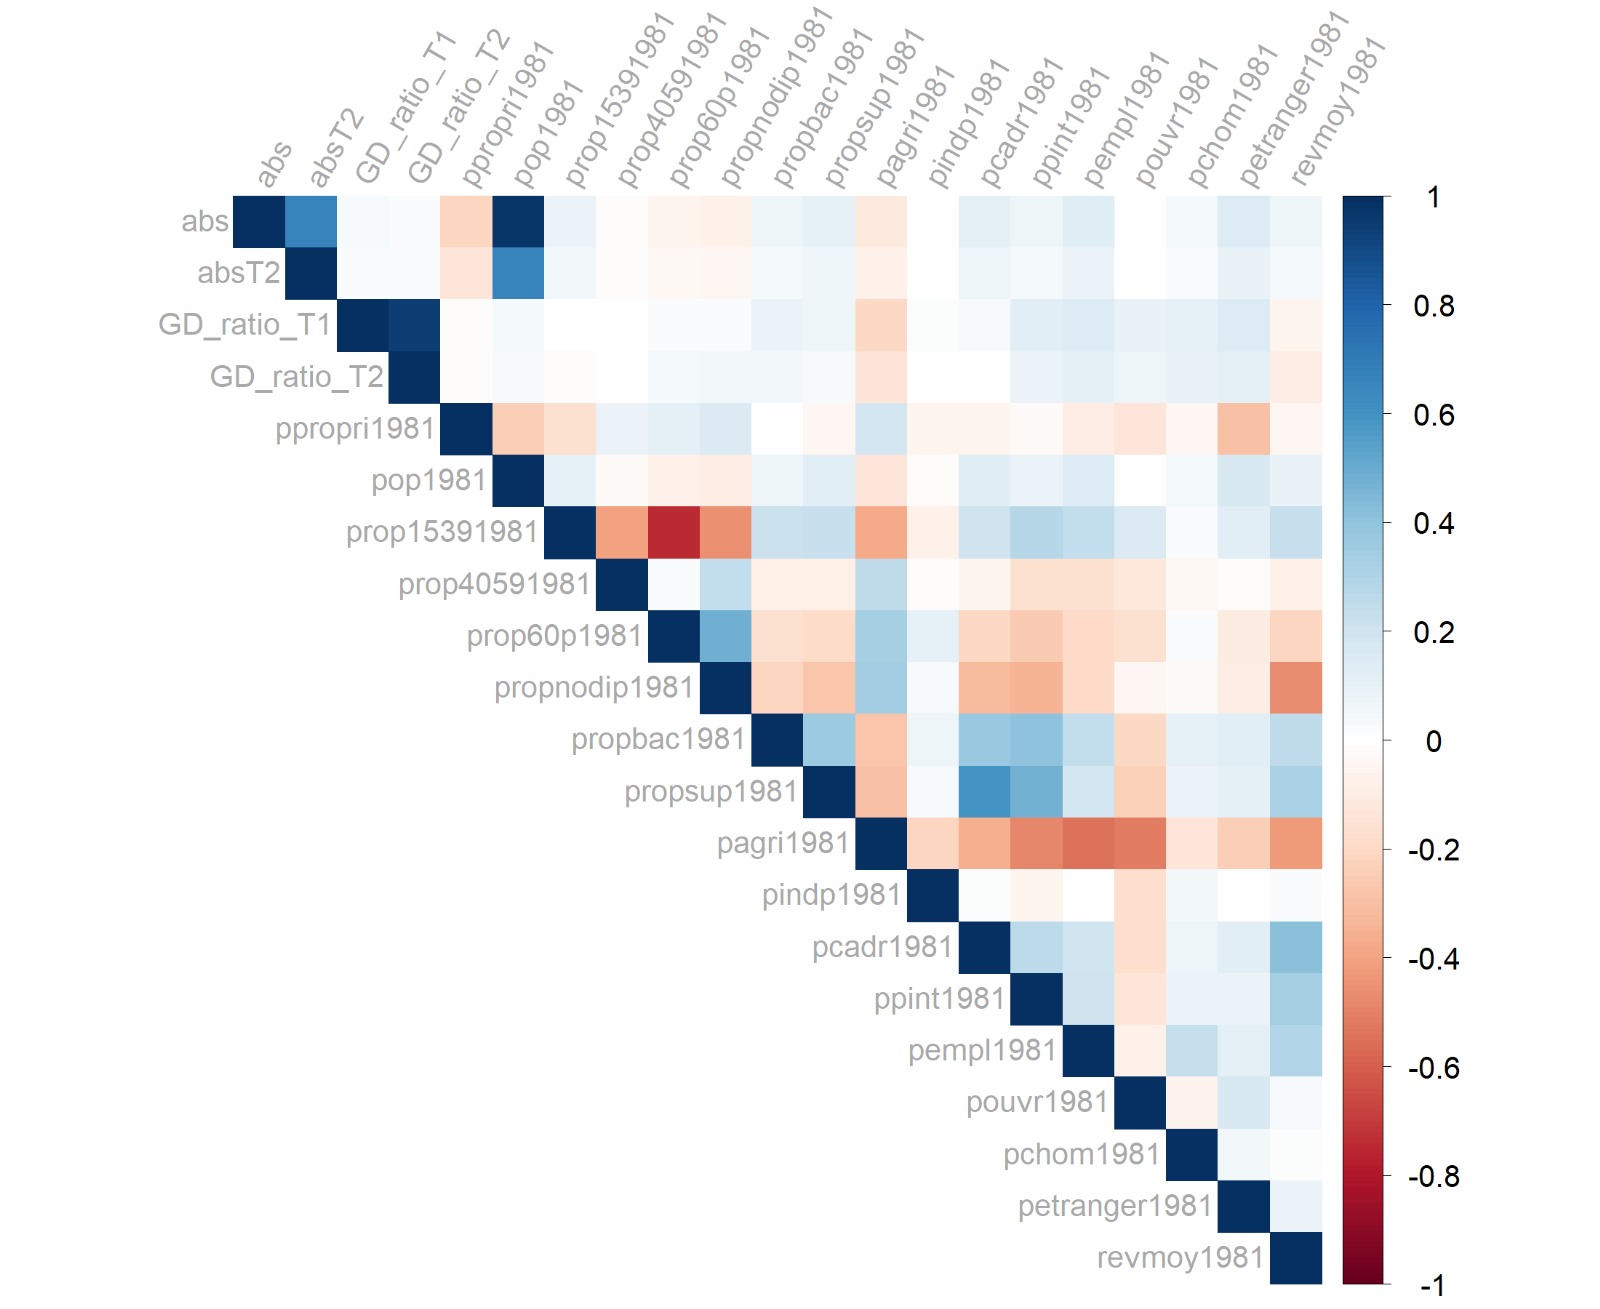 abs
absT2
GD_ratio_T1
GD_ratio_T2
ppropri1981
pop1981
prop15391981
prop40591981
prop60p1981
propnodip1981
propbac1981
propsup1981
pagri1981
pindp1981
pcadr1981
ppint1981
pempl1981
pouvr1981
pchom1981
petranger1981
revmoy1981
abs
absT2
GD_ratio_T1
GD_ratio_T2
ppropri1981
pop1981
prop15391981
prop40591981
prop60p1981
propnodip1981
propbac1981
propsup1981
pagri1981
pindp1981
pcadr1981
ppint1981
pempl1981
pouvr1981
pchom1981
petranger1981
revmoy1981
1
0.8
0.6
0.4
0.2
0
-0.2
-0.4
-0.6
-0.8
-1